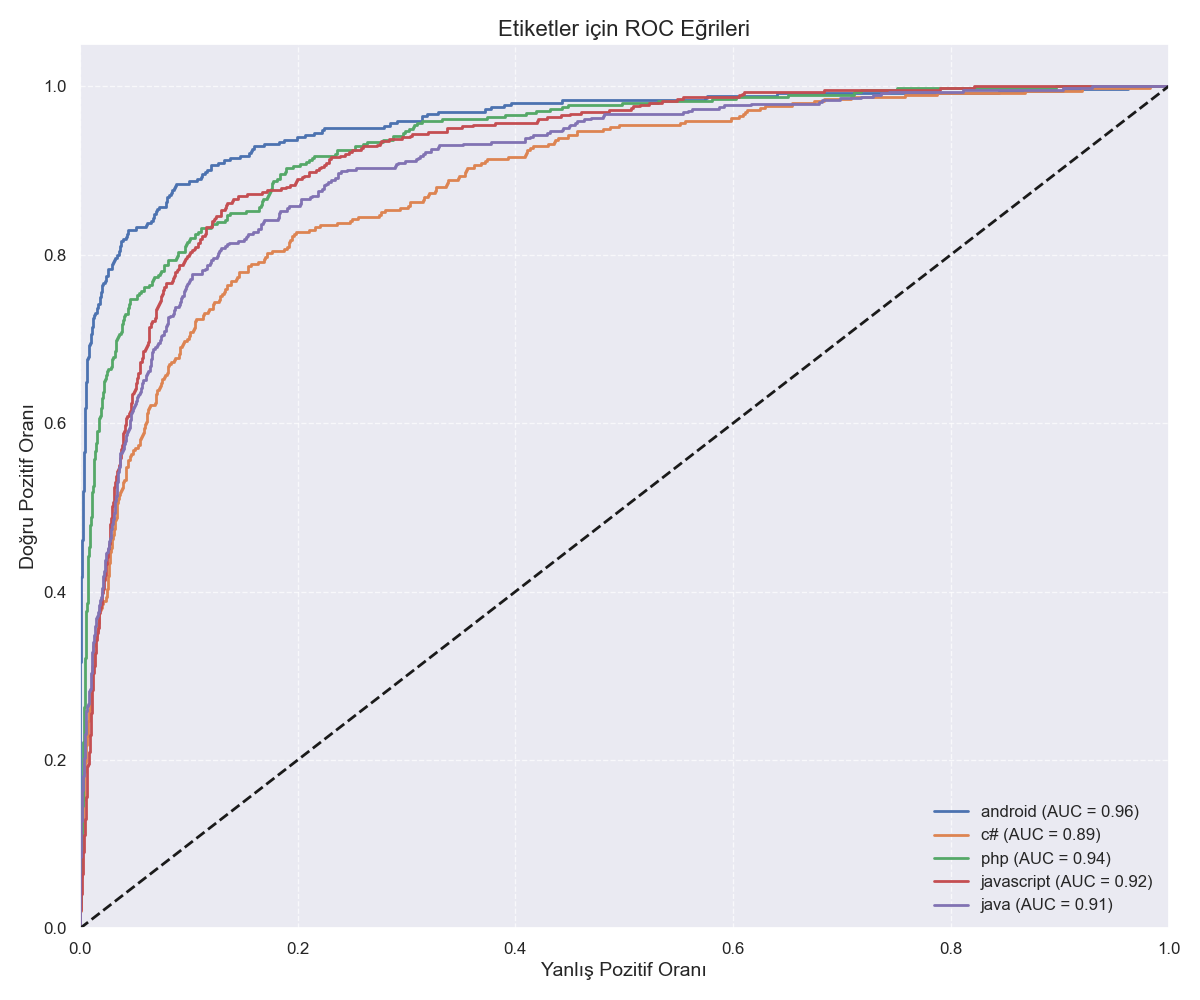 Etiketler için ROC Eğrileri
Doğru Pozitif Oranı
1.0
0.8
0.6
0.4
0.2
0.0
android (AUC = 0.96)
c# (AUC = 0.89)
php (AUC = 0.94)
javascript (AUC = 0.92)
java (AUC = 0.91)
0.0 0.2 0.4 0.6 0.8 1.0
Yanlış Pozitif Oranı